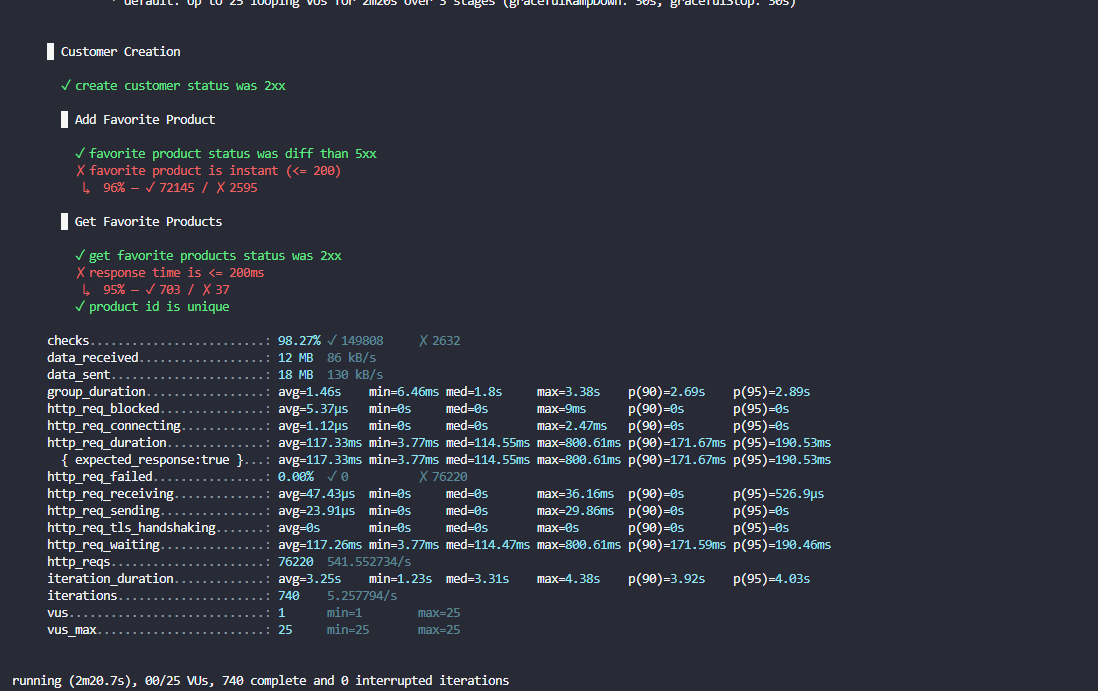 * default: Up to 25 looping VUs for 2m20s over 3 stages (gracefulRampDown: 30s, gracefulStop: 30s)
█ Customer Creation
✓ create customer status was 2xx
█ Add Favorite Product
✓ favorite product status was diff than 5xx
✗ favorite product is instant (<= 200)
↳ 96% — ✓ 72145 / ✗ 2595
█ Get Favorite Products
✓ get favorite products status was 2xx
✗ response time is <= 200ms
↳ 95% — ✓ 703 / ✗ 37
✓ product id is unique
checks.........................: 98.27% ✓ 149808 ✗ 2632
data_received..................: 12 MB 86 kB/s
data_sent......................: 18 MB 130 kB/s
group_duration.................: avg=1.46s min=6.46ms med=1.8s max=3.38s p(90)=2.69s p(95)=2.89s
http_req_blocked...............: avg=5.37µs min=0s med=0s max=9ms p(90)=0s p(95)=0s
http_req_connecting............: avg=1.12µs min=0s med=0s max=2.47ms p(90)=0s p(95)=0s
http_req_duration..............: avg=117.33ms min=3.77ms med=114.55ms max=800.61ms p(90)=171.67ms p(95)=190.53ms
{ expected_response:true }...: avg=117.33ms min=3.77ms med=114.55ms max=800.61ms p(90)=171.67ms p(95)=190.53ms
http_req_failed................: 0.00% ✓ 0 ✗ 76220
http_req_receiving.............: avg=47.43µs min=0s med=0s max=36.16ms p(90)=0s p(95)=526.9µs
http_req_sending...............: avg=23.91µs min=0s med=0s max=29.86ms p(90)=0s p(95)=0s
http_req_tls_handshaking.......: avg=0s min=0s med=0s max=0s p(90)=0s p(95)=0s
http_req_waiting...............: avg=117.26ms min=3.77ms med=114.47ms max=800.61ms p(90)=171.59ms p(95)=190.46ms
http_reqs......................: 76220 541.552734/s
iteration_duration.............: avg=3.25s min=1.23s med=3.31s max=4.38s p(90)=3.92s p(95)=4.03s
iterations.....................: 740 5.257794/s
vus............................: 1 min=1 max=25
vus_max........................: 25 min=25 max=25
running (2m20.7s), 00/25 VUs, 740 complete and 0 interrupted iterations